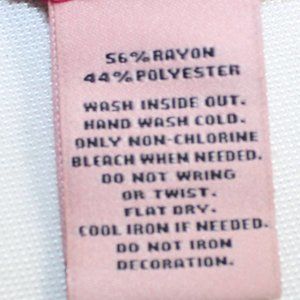 56%RAYON
44%POLYESTER
WASH INSIDE OUT.
HAND WASH COLD.
ONLY NON-CHLORINE
BLEACH WHEN NEEDED.
DO NOT WRING
OR TWIST.
FLAT DRY.
COOL IRON IF NEEDED.
DO NOT IRON
DECORATION.